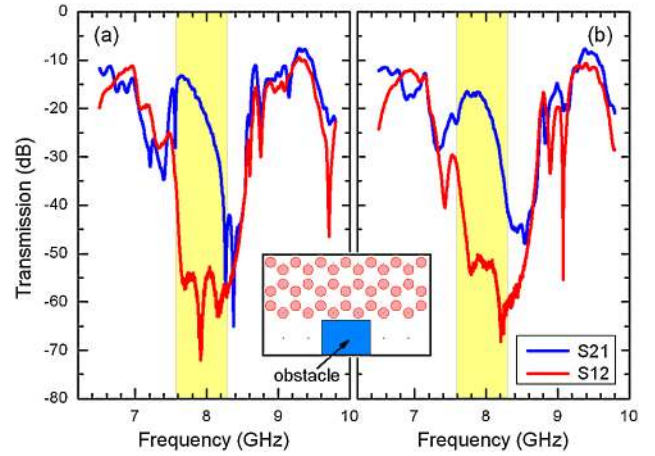 0
-10
-20
-30
-40
-50
-60
-70
-80
Transmission (dB)
(a)
(b)
obstacle
S21
S12
7 8 9 10
7 8 9 10
Frequency (GHz)
Frequency (GHz)